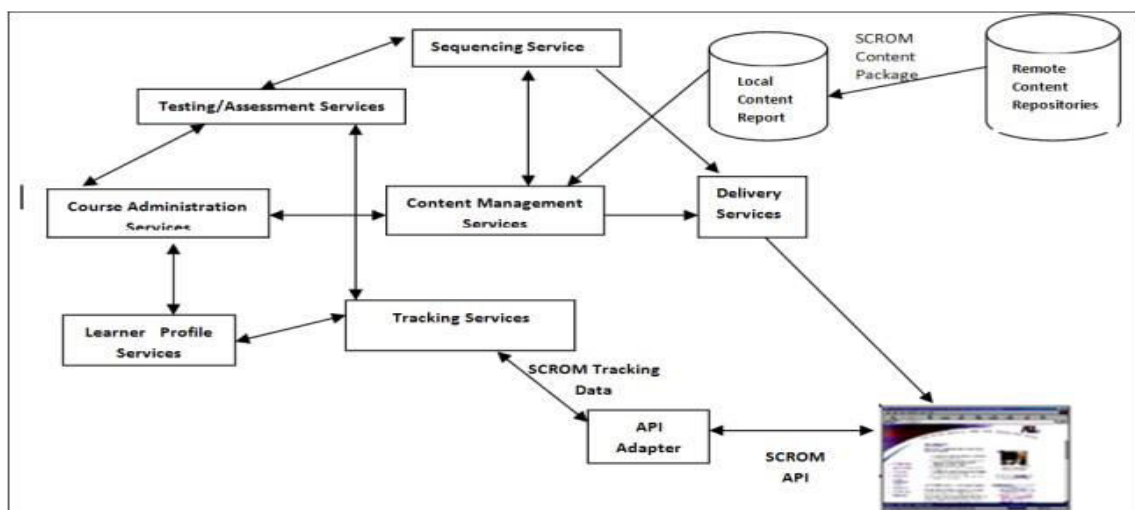 Sequencing Service
SCROM
Content
Package
Local
Content
Report
Remote
Content
Repositories
Testing/Assessment Services
Course Administration
Services
Content Management
Services
Delivery
Services
Learner Profile
Services
Tracking Services
SCROM Tracking
Data
API
Adapter
SCROM
API